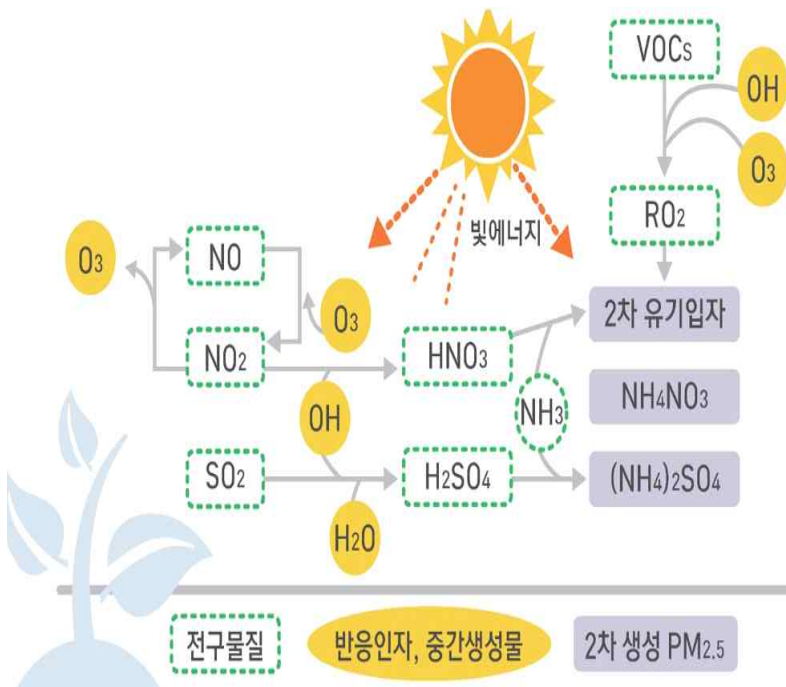 VOCs
OH
O3
RO2
빛에너지
O3
NO
O3
NO2
HNO3
2차 유기입자
NH4NO3
OH
NH3
SO2
H2SO4
(NH4)2SO4
H2O
전구물질
반응인자, 중간생성물
2차 생성 PM2.5